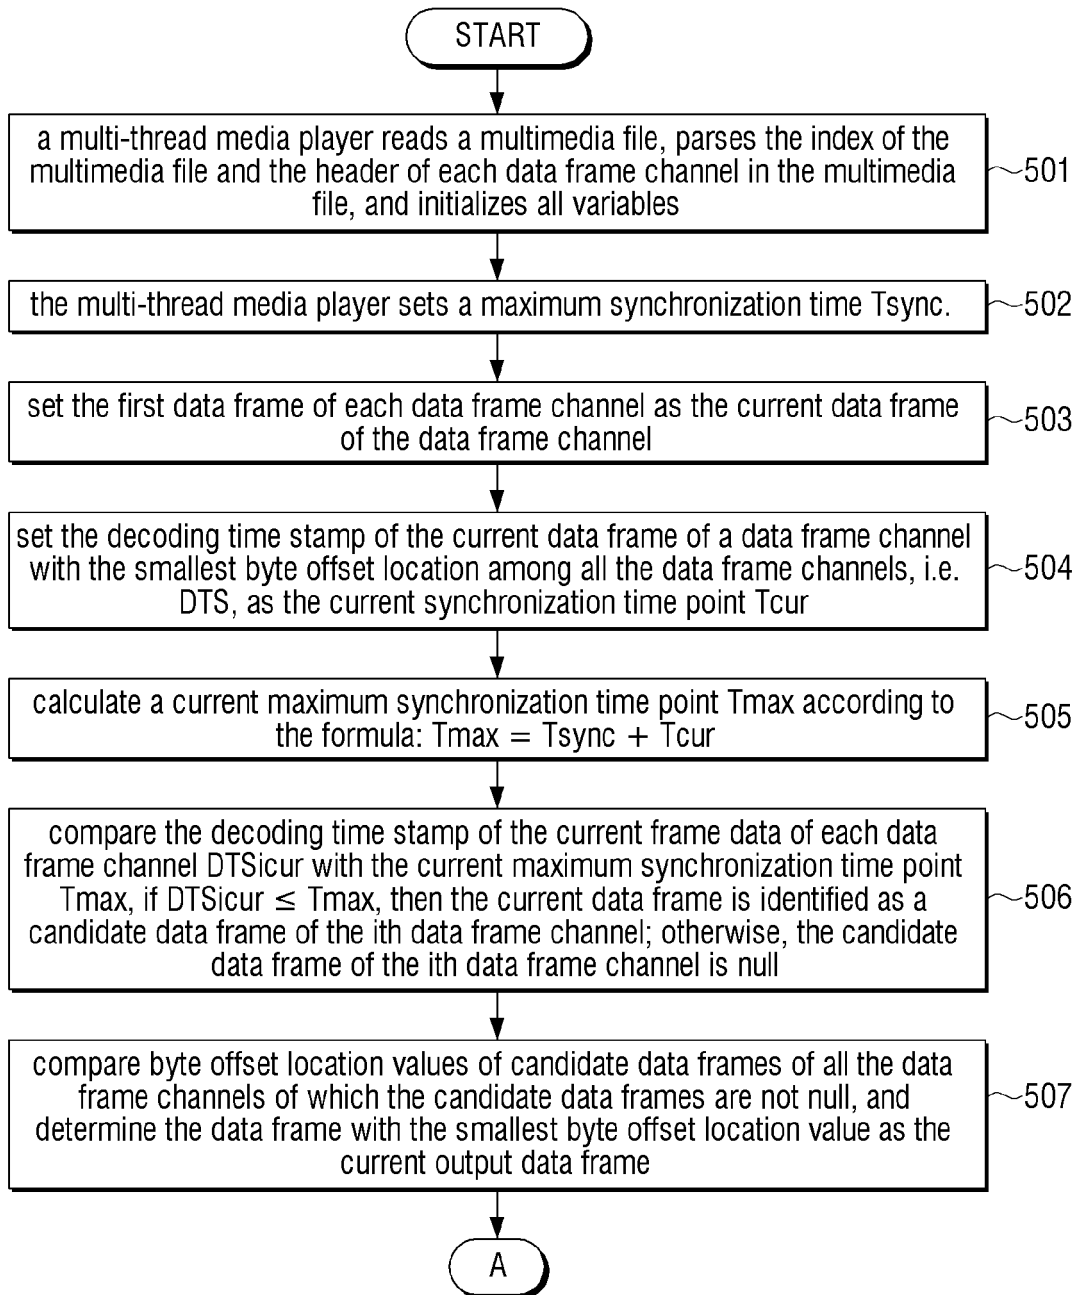 START
a multi-thread media player reads a multimedia file, parses the index of the
multimedia file and the header of each data frame channel in the multimedia
file, and initializes all variables
501
the multi-thread media player sets a maximum synchronization time Tsync.
502
set the first data frame of each data frame channel as the current data frame
of the data frame channel
503
set the decoding time stamp of the current data frame of a data frame channel
with the smallest byte offset location among all the data frame channels, i.e.
DTS, as the current synchronization time point Tcur
504
calculate a current maximum synchronization time point Tmax according to
the formula: Tmax = Tsync + Tcur
505
compare the decoding time stamp of the current frame data of each data
frame channel DTSicur with the current maximum synchronization time point
Tmax, if DTSicur ≤ Tmax, then the current data frame is identified as a
candidate data frame of the ith data frame channel; otherwise, the candidate
data frame of the ith data frame channel is null
506
compare byte offset location values of candidate data frames of all the data
frame channels of which the candidate data frames are not null, and
determine the data frame with the smallest byte offset location value as the
current output data frame
507
A